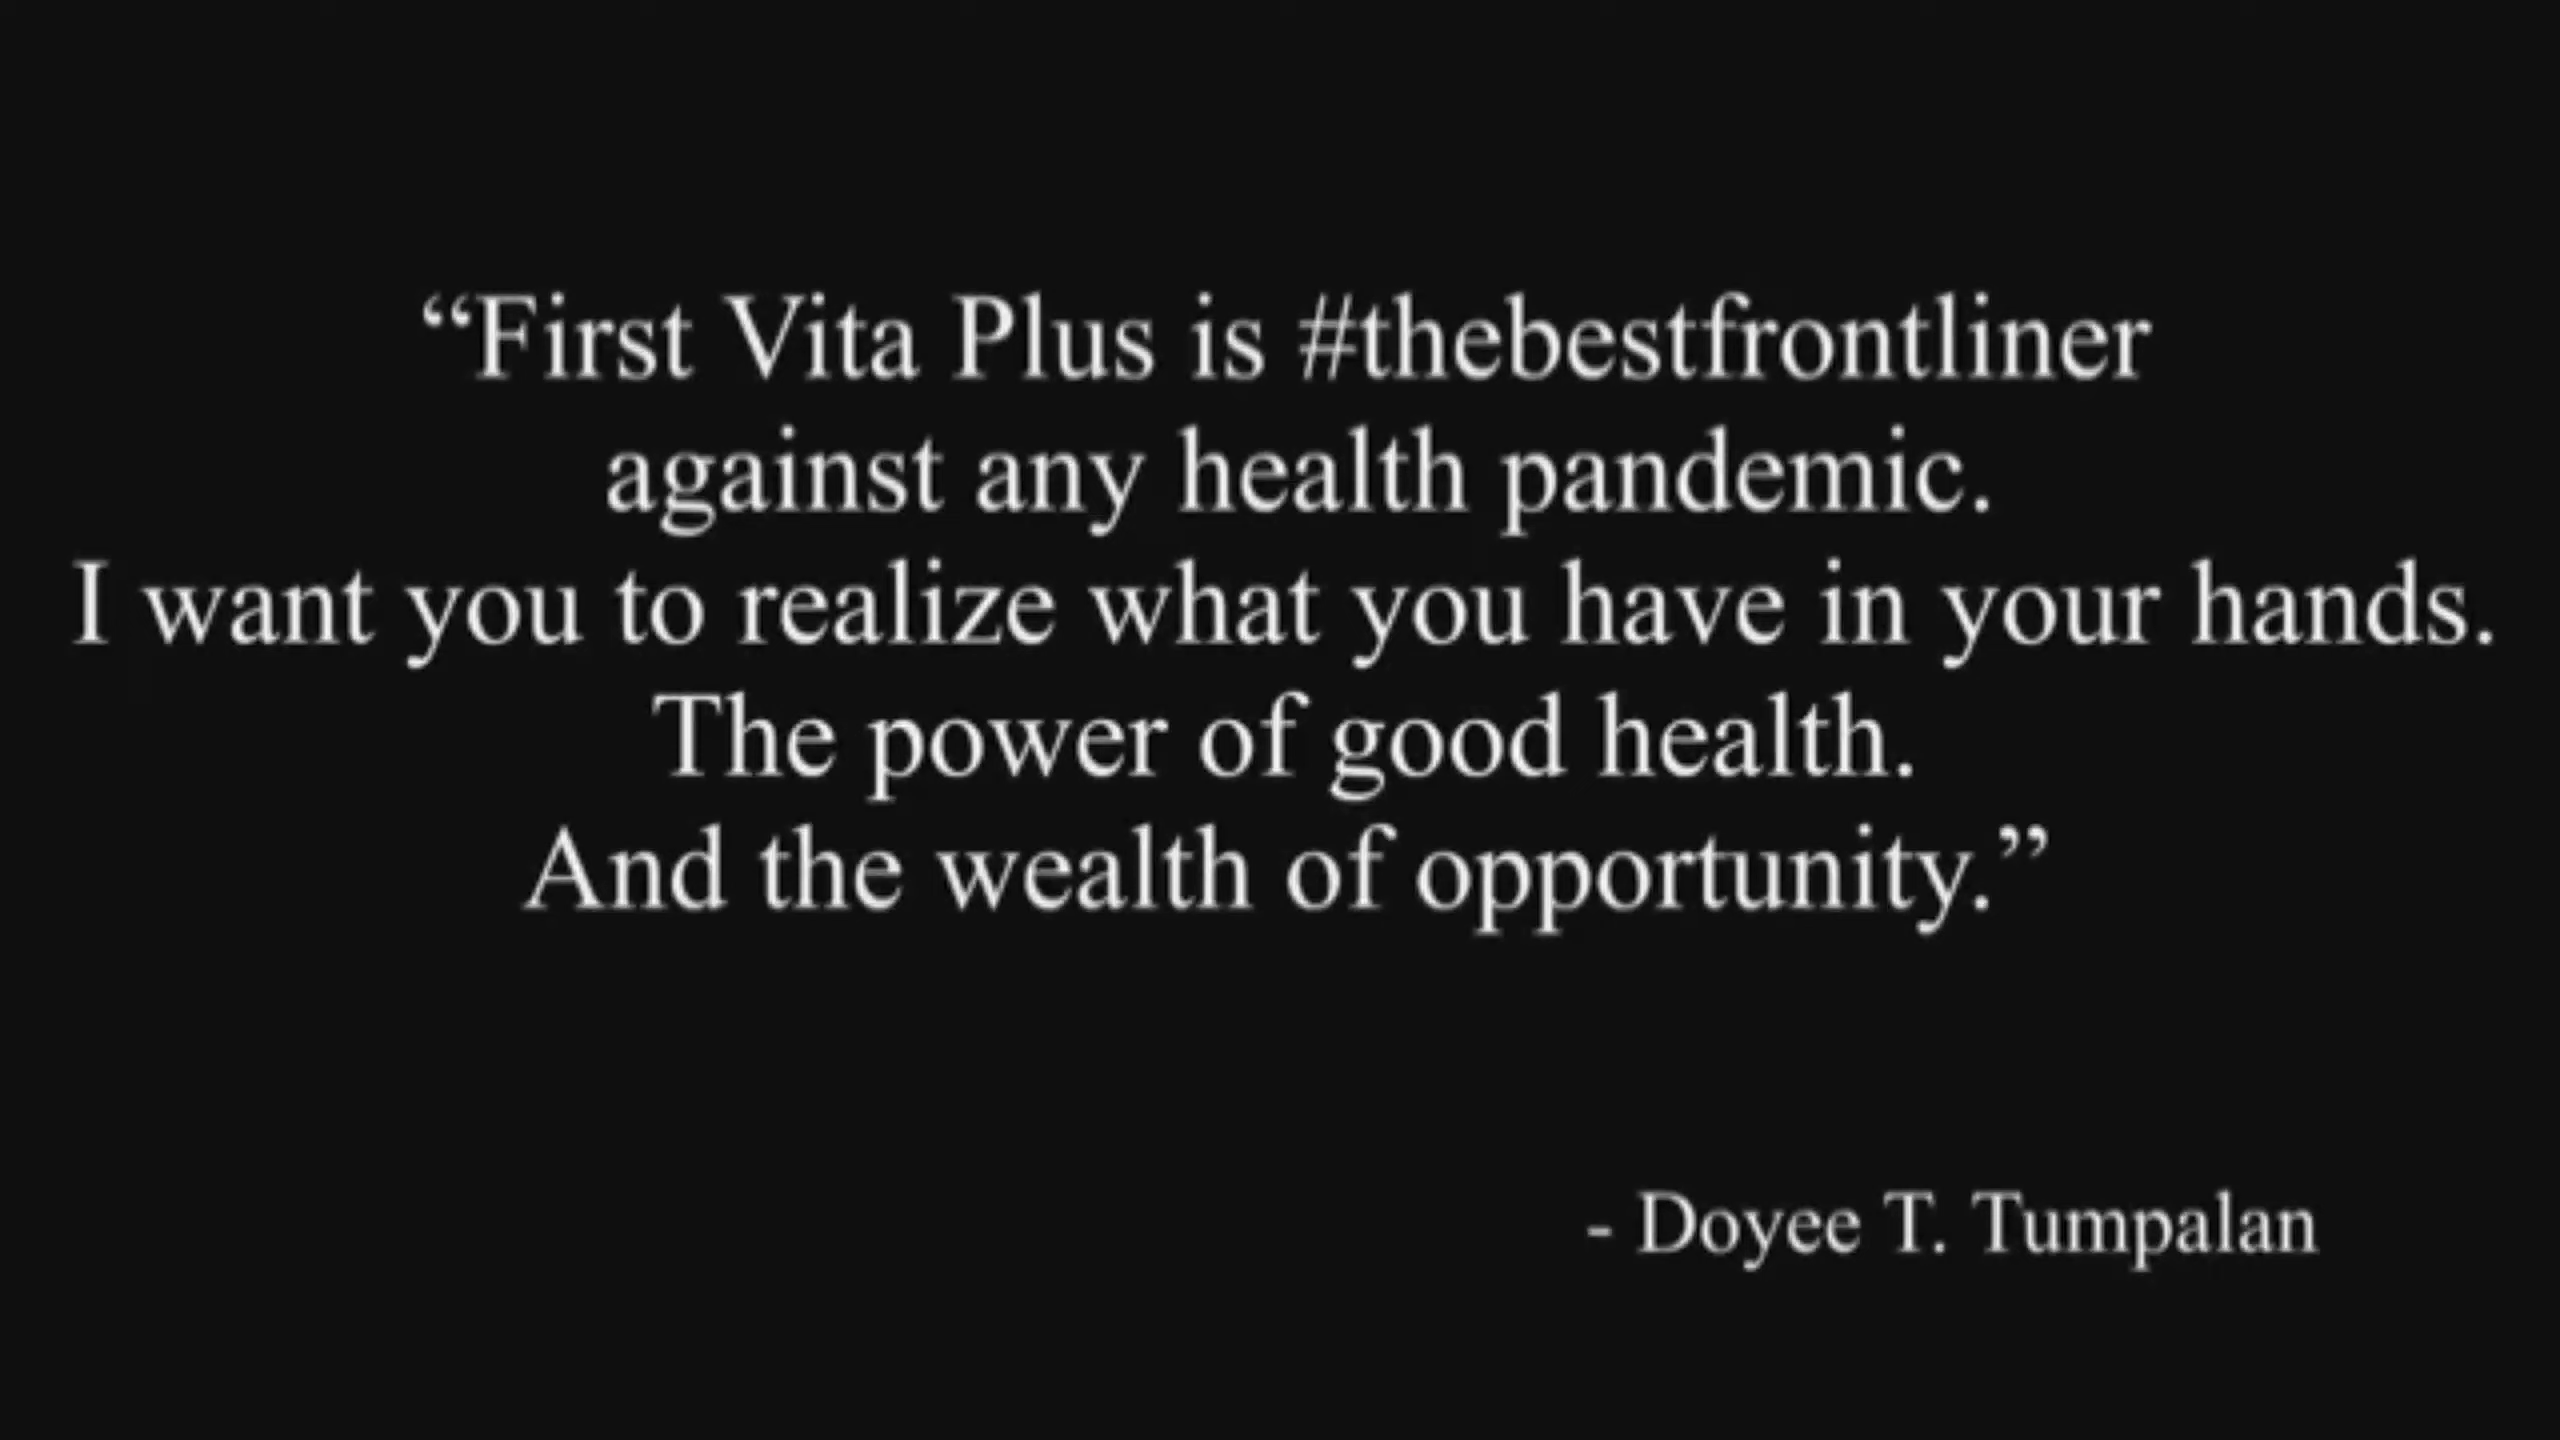 “First Vita Plus is #thebestfrontliner
against any health pandemic.
I want you to realize what you have in your hands.
The power of good health.
And the wealth of opportunity.”
- Doyee T. Tumpalan